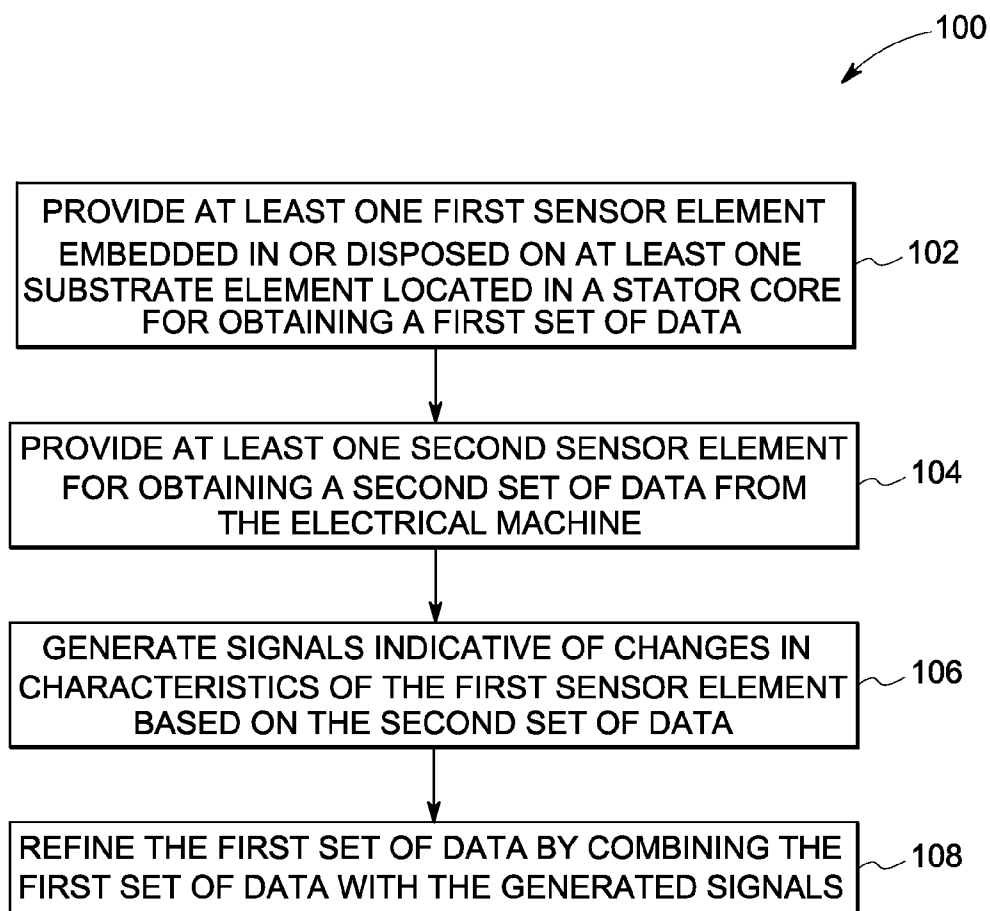 100
PROVIDE AT LEAST ONE FIRST SENSOR ELEMENT
EMBEDDED IN OR DISPOSED ON AT LEAST ONE
SUBSTRATE ELEMENT LOCATED IN A STATOR CORE
FOR OBTAINING A FIRST SET OF DATA
102
PROVIDE AT LEAST ONE SECOND SENSOR ELEMENT
FOR OBTAINING A SECOND SET OF DATA FROM
THE ELECTRICAL MACHINE
104
GENERATE SIGNALS INDICATIVE OF CHANGES IN
CHARACTERISTICS OF THE FIRST SENSOR ELEMENT
BASED ON THE SECOND SET OF DATA
106
REFINE THE FIRST SET OF DATA BY COMBINING THE
FIRST SET OF DATA WITH THE GENERATED SIGNALS
108